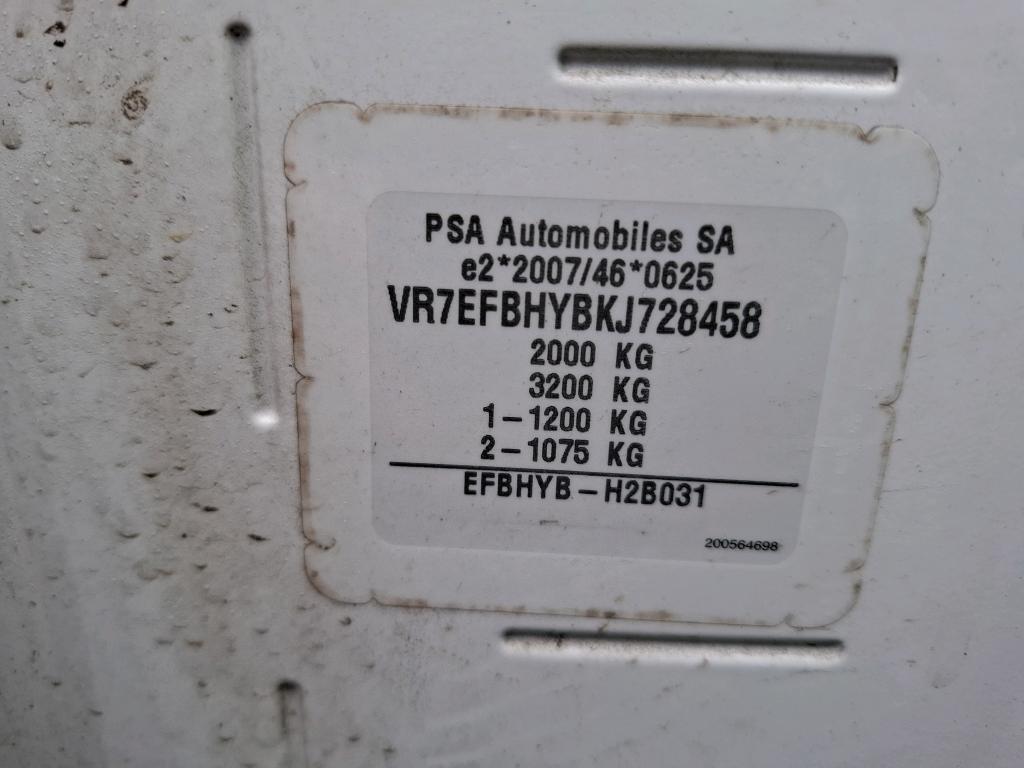 PSA Automobiles SA
e2*2007/46*0625
VR7EFBHYBKJ728458
2000 KG
3200 KG
1-1200 KG
2-1075 KG
EFBHYB-H2B031
200564698